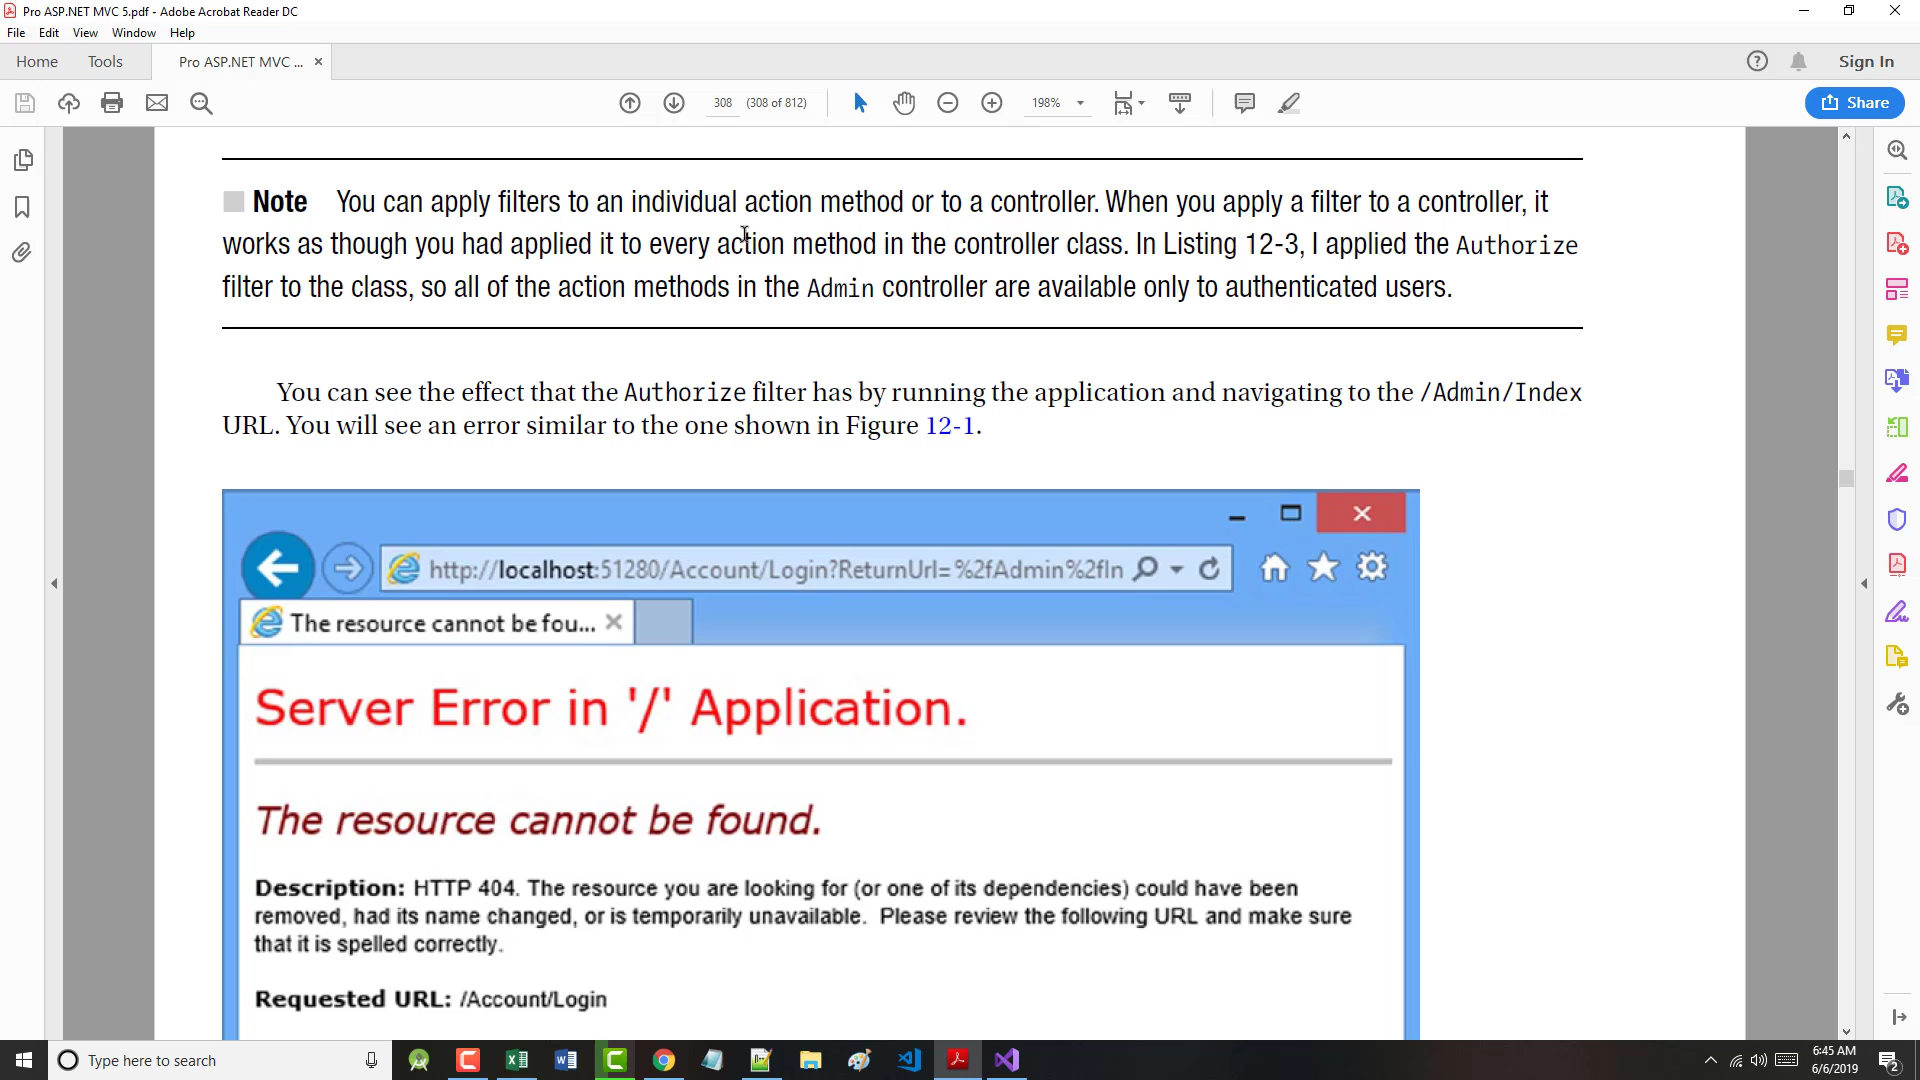 Pro ASP.NET MVC 5.pdf - Adobe Acrobat Reader DC
File Edit View Window Help
Home Tools Pro ASP.NET MVC ... Sign In
308 (308 of 812) 198% Share
Note You can apply filters to an individual action method or to a controller. When you apply a filter to a controller, it
works as though you had applied it to every action method in the controller class. In Listing 12-3, I applied the Authorize
filter to the class, so all of the action methods in the Admin controller are available only to authenticated users.
You can see the effect that the Authorize filter has by running the application and navigating to the /Admin/Index
URL. You will see an error similar to the one shown in Figure 12-1.
http://localhost:51280/Account/Login?ReturnUrl=%2fAdmin%2fIn
The resource cannot be fou...
Server Error in '/' Application.
The resource cannot be found.
Description: HTTP 404. The resource you are looking for (or one of its dependencies) could have been
removed, had its name changed, or is temporarily unavailable. Please review the following URL and make sure
that it is spelled correctly.
Requested URL: /Account/Login
Type here to search
6:45 AM
6/6/2019
2